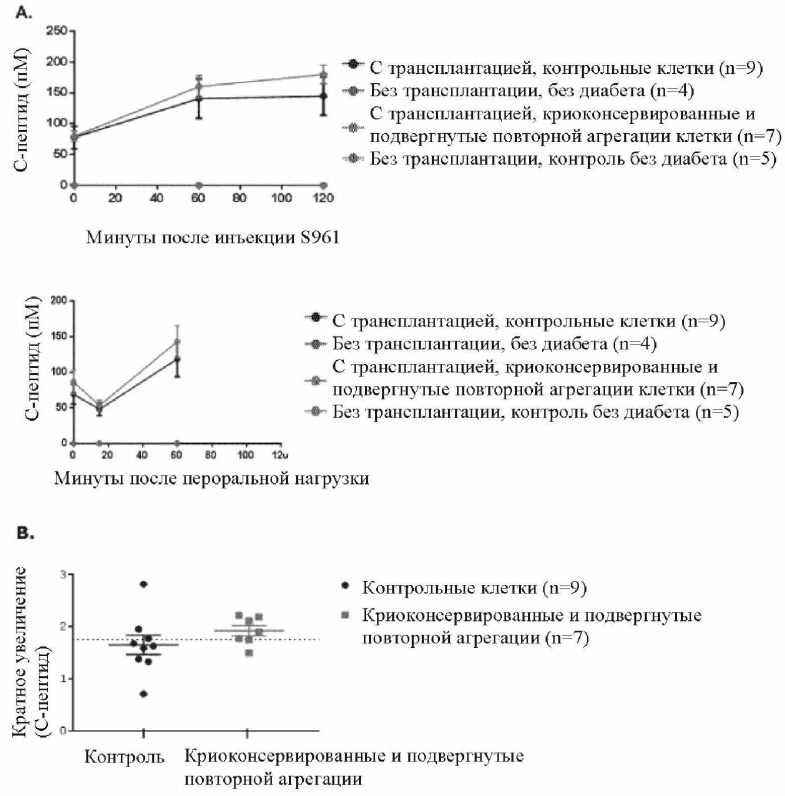 A.
250
200
150
100
50
0
С-пептид (пМ)
0 20 40 60 80 100 120
Минуты после инъекции S961
С трансплантацией, контрольные клетки (n=9)
Без трансплантации, без диабета (n=4)
С трансплантацией, криоконсервированные и
подвергнутые повторной агрегации клетки (n=7)
Без трансплантации, контроль без диабета (n=5)
200
150
100
50
0
С-пептид (пМ)
0 20 40 60 80 100 120
Минуты после пероральной нагрузки
С трансплантацией, контрольные клетки (n=9)
Без трансплантации, без диабета (n=4)
С трансплантацией, криоконсервированные и
подвергнутые повторной агрегации клетки (n=7)
Без трансплантации, контроль без диабета (n=5)
B.
3
2
1
0
Кратное увеличение
(С-пептид)
Контроль
Криоконсервированные и подвергнутые
повторной агрегации
Контрольные клетки (n=9)
Криоконсервированные и подвергнутые
повторной агрегации (n=7)